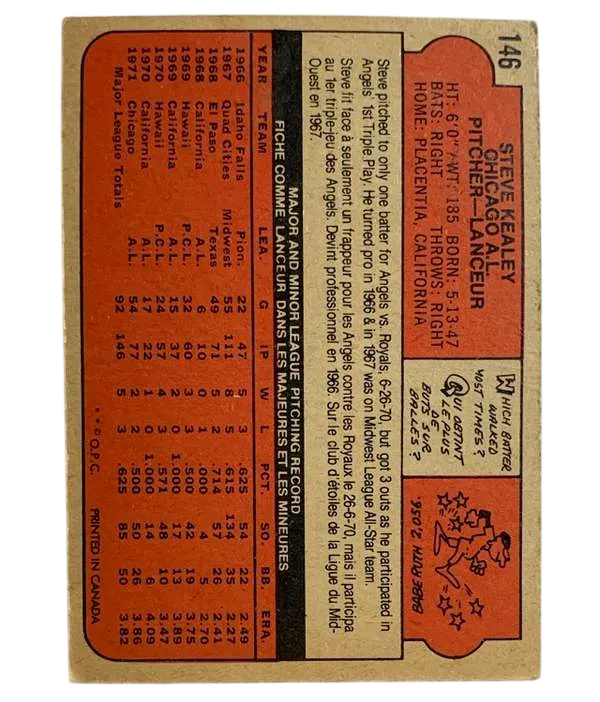 146
STEVE KEALEY
CHICAGO A.L.
PITCHER—LANCEUR
HT: 6'0" WT: 185 BORN: 5-13-47
BATS: RIGHT THROWS: RIGHT
HOME: PLACENTIA, CALIFORNIA
WHICH BATTER
WALKED
MOST TIMES?
QUI OBTINT
LE PLUS
DE
BUTS SUR
BALLES?
BABE RUTH 2,056.
Steve pitched to only one batter for Angels vs. Royals, 6-26-70, but got 3 outs as he participated in
Angels' 1st Triple Play. He turned pro in 1966 & in 1967 was on Midwest League All-Star team.
Steve fit face à seulement un frappeur pour les Angels contre les Royaux le 26-6-70, mais il participa
au 1er triple-jeu des Angels. Devint professionnel en 1966. Sur le club d'étoiles de la Ligue du Mid-
Ouest en 1967.
MAJOR AND MINOR LEAGUE PITCHING RECORD
FICHE COMME LANCEUR DANS LES MAJEURES ET LES MINEURES
YEAR TEAM LEA. G IP W L PCT. SO. BB. ERA.
1966 Idaho Falls Pion. 22 47 5 3 .625 54 22 2.49
1967 Quad Cities Midwest 55 111 8 5 .615 134 35 2.27
1968 El Paso Texas 49 71 5 2 .714 57 26 2.41
1968 California A.L. 6 10 0 1 .000 4 5 2.70
1969 Hawaii P.C.L. 32 60 3 3 .500 42 19 3.75
1969 California A.L. 15 37 2 0 1.000 17 13 3.89
1970 Hawaii P.C.L. 24 57 4 3 .571 48 10 3.47
1970 California A.L. 17 22 1 0 1.000 14 6 4.09
1971 Chicago A.L. 54 77 2 2 .500 50 26 3.86
Major League Totals 92 146 5 3 .625 85 50 3.82
**© O.P.C. PRINTED IN CANADA